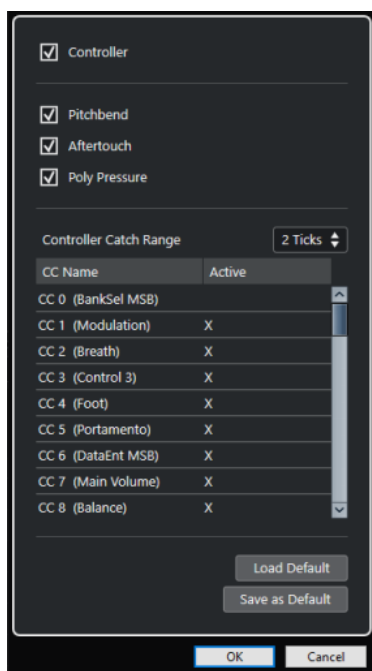 Controller
Pitchbend
Aftertouch
Poly Pressure
Controller Catch Range 2 Ticks
CC Name Active
CC 0 (BankSel MSB)
CC 1 (Modulation) X
CC 2 (Breath) X
CC 3 (Control 3) X
CC 4 (Foot) X
CC 5 (Portamento) X
CC 6 (DataEnt MSB) X
CC 7 (Main Volume) X
CC 8 (Balance) X
Load Default
Save as Default
OK Cancel